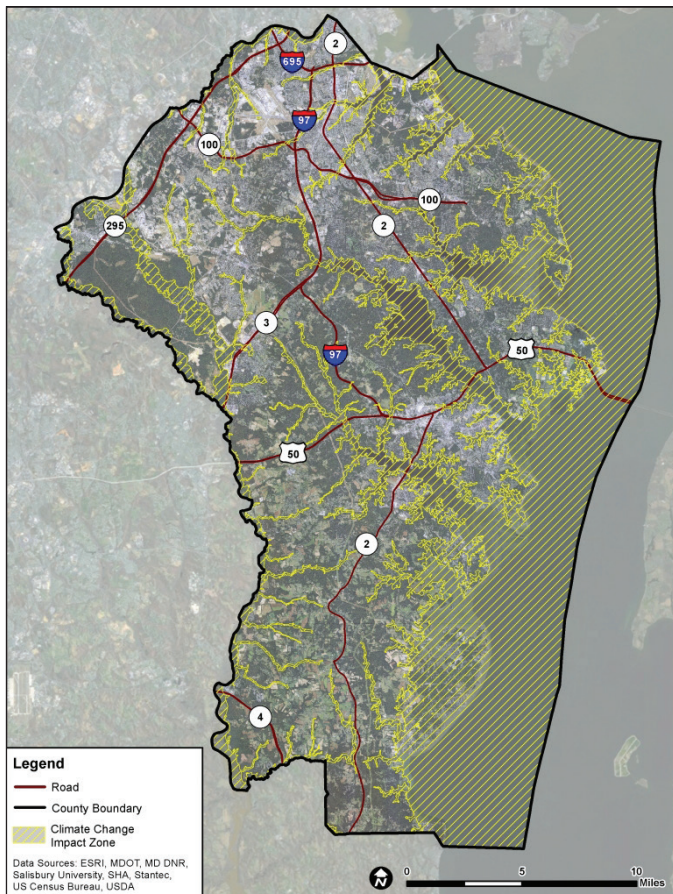 2
695
97
100
100
295
2
3
97
50
50
2
4
Legend
Road
County Boundary
Climate Change
Impact Zone
Data Sources: ESRI, MDOT, MD DNR,
Salisbury University, SHA, Stantec,
US Census Bureau, USDA
N
0 5 10
Miles